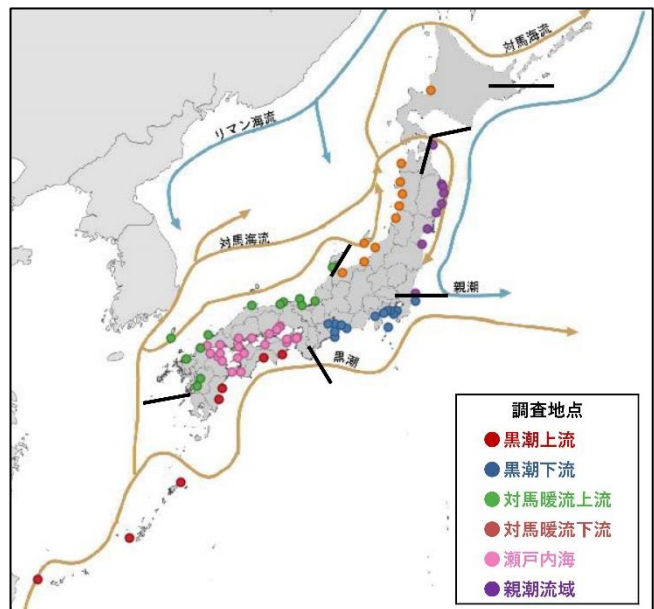 対馬海流
リマン海流
対馬海流
親潮
黒潮
調査地点
黒潮上流
黒潮下流
対馬暖流上流
対馬暖流下流
瀬戸内海
親潮流域